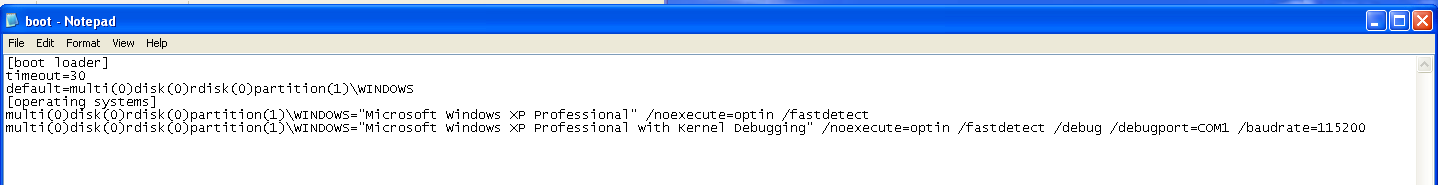 boot - Notepad
File Edit Format View Help
[boot loader]
timeout=30
default=multi(0)disk(0)rdisk(0)partition(1)\WINDOWS
[operating systems]
multi(0)disk(0)rdisk(0)partition(1)\WINDOWS="Microsoft Windows XP Professional" /noexecute=optin /fastdetect
multi(0)disk(0)rdisk(0)partition(1)\WINDOWS="Microsoft Windows XP Professional with Kernel Debugging" /noexecute=optin /fastdetect /debug /debugport=COM1 /baudrate=115200